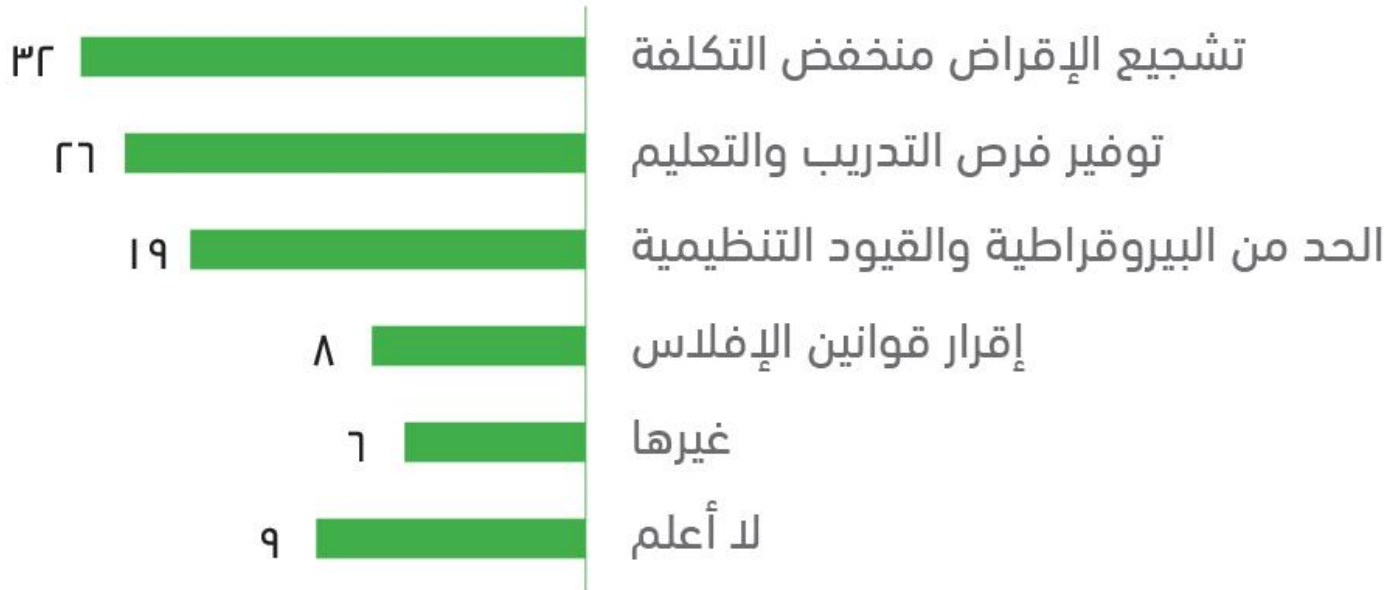 تشجيع الإقراض منخفض التكلفة ٣٢
توفير فرص التدريب والتعليم ٢٦
الحد من البيروقراطية والقيود التنظيمية ١٩
إقرار قوانين الإفلاس ٨
غيرها ٦
لا أعلم ٩